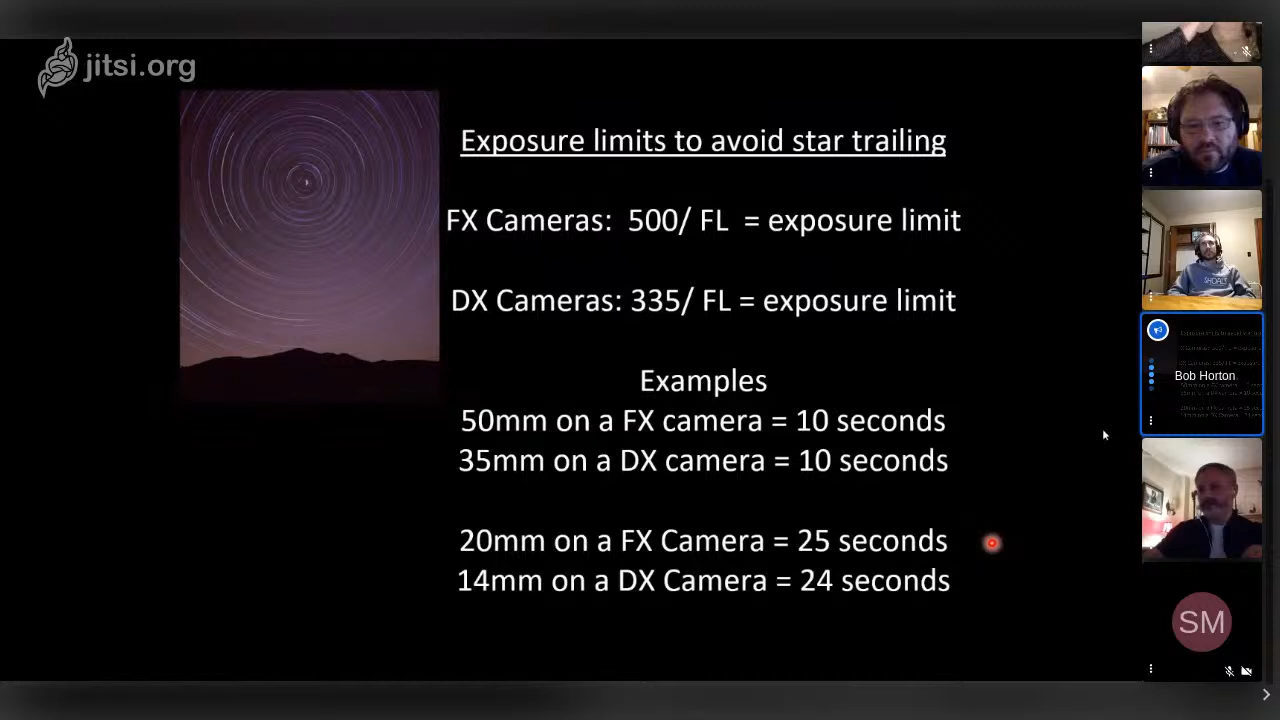 jitsi.org
Exposure limits to avoid star trailing
FX Cameras: 500/ FL = exposure limit
DX Cameras: 335/ FL = exposure limit
Examples
50mm on a FX camera = 10 seconds
35mm on a DX camera = 10 seconds
20mm on a FX Camera = 25 seconds
14mm on a DX Camera = 24 seconds
Bob Horton
SM